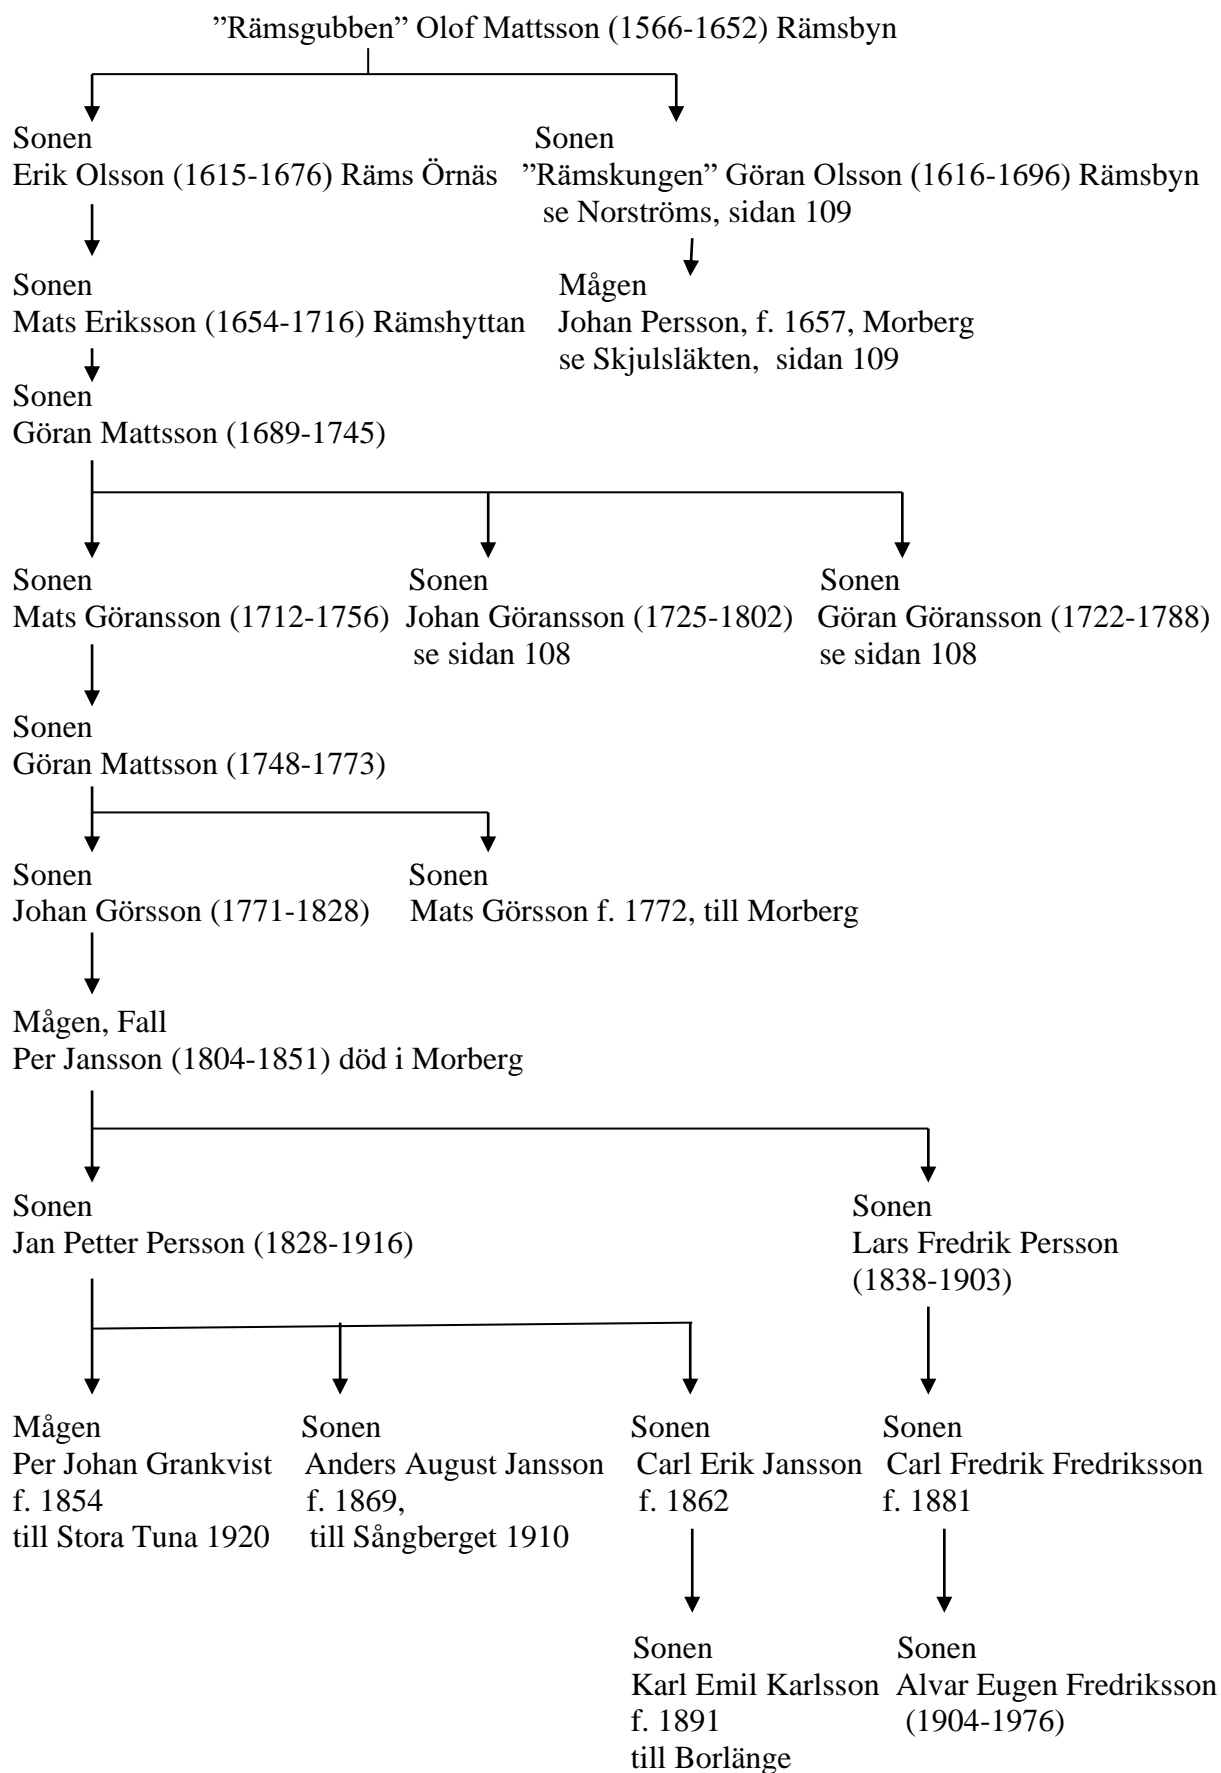 ”Rämsgubben” Olof Mattsson (1566-1652) Rämsbyn
Sonen
Erik Olsson (1615-1676) Räms Örnäs
Sonen
”Rämskungen” Göran Olsson (1616-1696) Rämsbyn
se Norströms, sidan 109
Sonen
Mats Eriksson (1654-1716) Rämshyttan
Mågen
Johan Persson, f. 1657, Morberg
se Skjulsläkten, sidan 109
Sonen
Göran Mattsson (1689-1745)
Sonen
Mats Göransson (1712-1756)
Sonen
Johan Göransson (1725-1802)
se sidan 108
Sonen
Göran Göransson (1722-1788)
se sidan 108
Sonen
Göran Mattsson (1748-1773)
Sonen
Johan Görsson (1771-1828)
Sonen
Mats Görsson f. 1772, till Morberg
Mågen, Fall
Per Jansson (1804-1851) död i Morberg
Sonen
Jan Petter Persson (1828-1916)
Sonen
Lars Fredrik Persson
(1838-1903)
Mågen
Per Johan Grankvist
f. 1854
till Stora Tuna 1920
Sonen
Anders August Jansson
f. 1869,
till Sångberget 1910
Sonen
Carl Erik Jansson
f. 1862
Sonen
Carl Fredrik Fredriksson
f. 1881
Sonen
Karl Emil Karlsson
f. 1891
till Borlänge
Sonen
Alvar Eugen Fredriksson
(1904-1976)